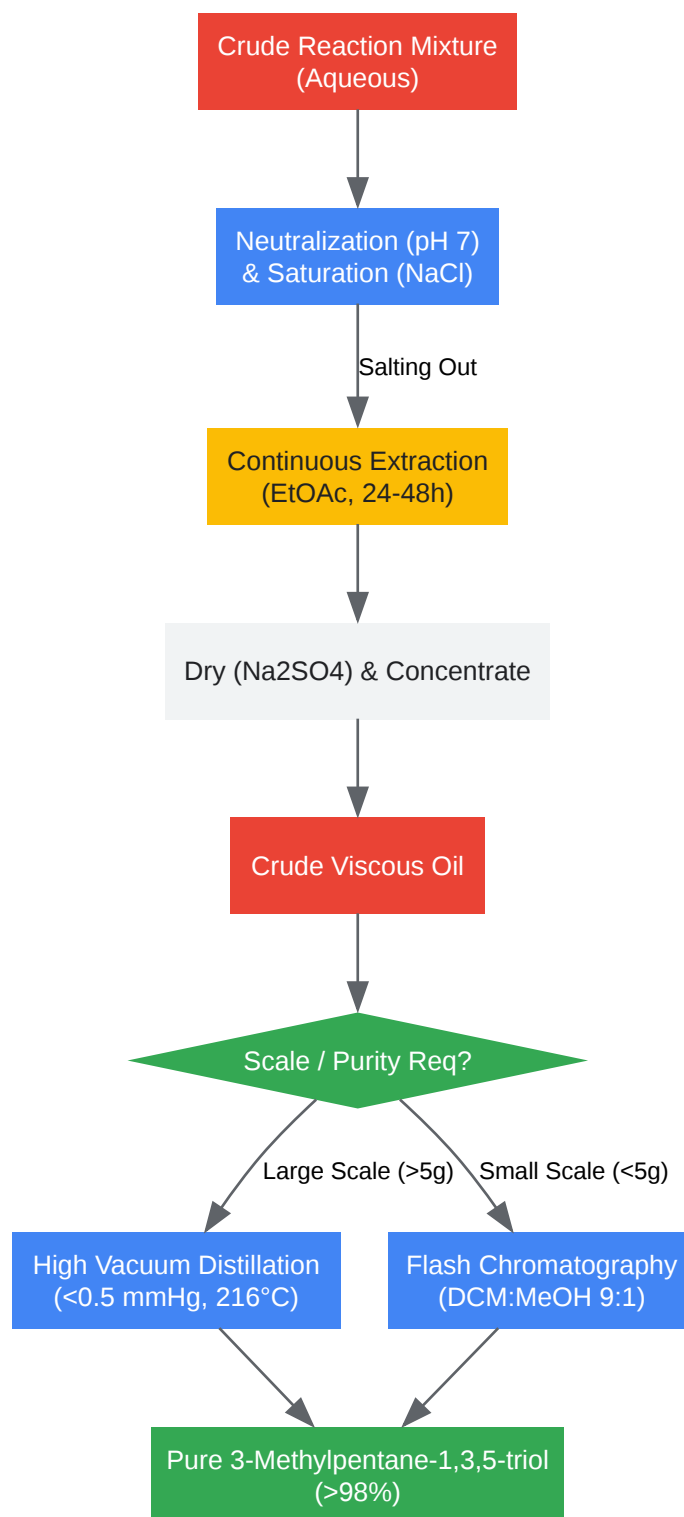 Crude Reaction Mixture
(Aqueous)
Neutralization (pH 7)
& Saturation (NaCl)
Salting Out
Continuous Extraction
(EtOAc, 24-48h)
Dry (Na2SO4) & Concentrate
Crude Viscous Oil
Scale / Purity Req?
Large Scale (>5g)
Small Scale (<5g)
High Vacuum Distillation
(<0.5 mmHg, 216°C)
Flash Chromatography
(DCM:MeOH 9:1)
Pure 3-Methylpentane-1,3,5-triol
(>98%)